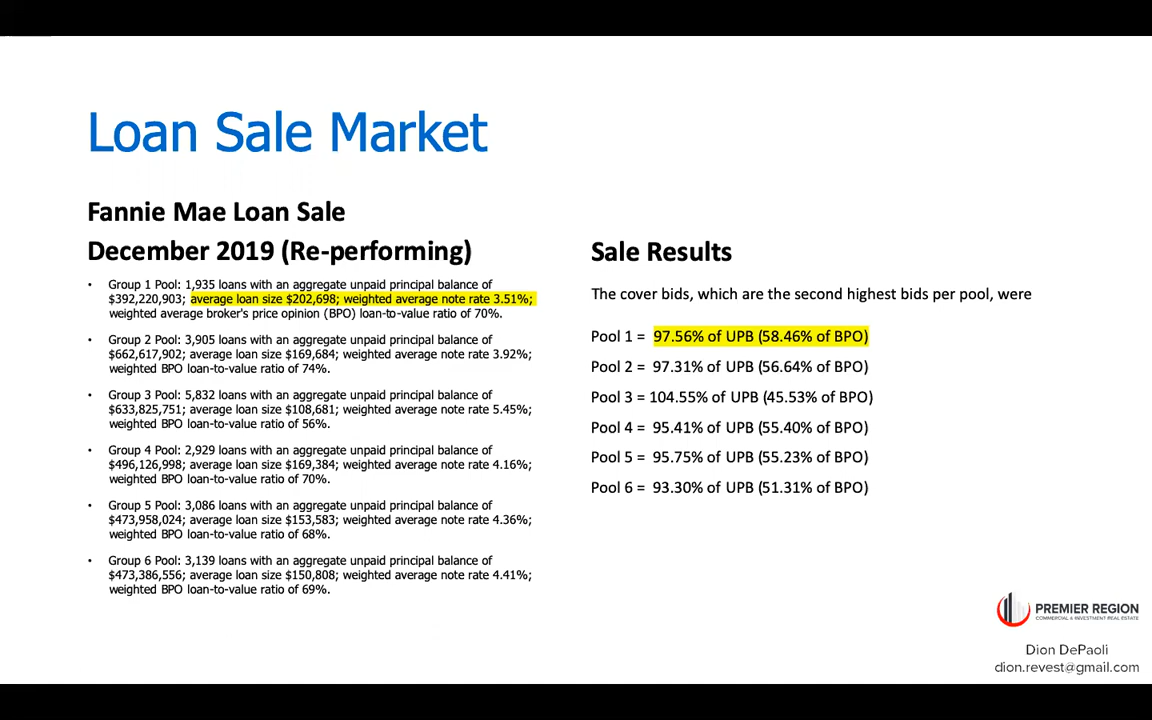 Loan Sale Market
Fannie Mae Loan Sale
December 2019 (Re-performing)
• Group 1 Pool: 1,935 loans with an aggregate unpaid principal balance of
$392,220,903; average loan size $202,698; weighted average note rate 3.51%;
weighted average broker's price opinion (BPO) loan-to-value ratio of 70%.
• Group 2 Pool: 3,905 loans with an aggregate unpaid principal balance of
$662,617,902; average loan size $169,684; weighted average note rate 3.92%;
weighted BPO loan-to-value ratio of 74%.
• Group 3 Pool: 5,832 loans with an aggregate unpaid principal balance of
$633,825,751; average loan size $108,681; weighted average note rate 5.45%;
weighted BPO loan-to-value ratio of 56%.
• Group 4 Pool: 2,929 loans with an aggregate unpaid principal balance of
$496,126,998; average loan size $169,384; weighted average note rate 4.16%;
weighted BPO loan-to-value ratio of 70%.
• Group 5 Pool: 3,086 loans with an aggregate unpaid principal balance of
$473,958,024; average loan size $153,583; weighted average note rate 4.36%;
weighted BPO loan-to-value ratio of 68%.
• Group 6 Pool: 3,139 loans with an aggregate unpaid principal balance of
$473,386,556; average loan size $150,808; weighted average note rate 4.41%;
weighted BPO loan-to-value ratio of 69%.
Sale Results
The cover bids, which are the second highest bids per pool, were
Pool 1 = 97.56% of UPB (58.46% of BPO)
Pool 2 = 97.31% of UPB (56.64% of BPO)
Pool 3 = 104.55% of UPB (45.53% of BPO)
Pool 4 = 95.41% of UPB (55.40% of BPO)
Pool 5 = 95.75% of UPB (55.23% of BPO)
Pool 6 = 93.30% of UPB (51.31% of BPO)
PREMIER REGION
COMMERCIAL & INVESTMENT REAL ESTATE
Dion DePaoli
dion.revest@gmail.com